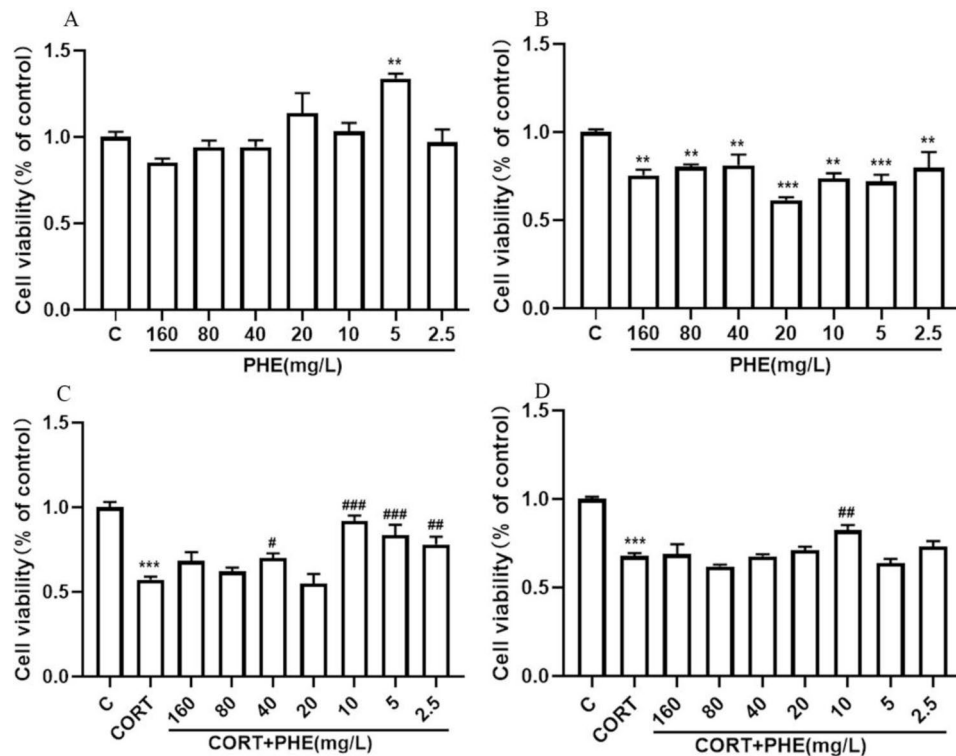 A
Cell viability(% of control)
1.5
1.0
0.5
0.0
**
C 160 80 40 20 10 5 2.5
PHE(mg/L)
B
Cell viability(% of control)
1.5
1.0
0.5
0.0
** ** ** *** ** *** **
C 160 80 40 20 10 5 2.5
PHE(mg/L)
C
Cell viability(% of control)
1.5
1.0
0.5
0.0
*** # ### ### ##
C CORT 160 80 40 20 10 5 2.5
CORT+PHE(mg/L)
D
Cell viability(% of control)
1.5
1.0
0.5
0.0
*** ##
C CORT 160 80 40 20 10 5 2.5
CORT+PHE(mg/L)